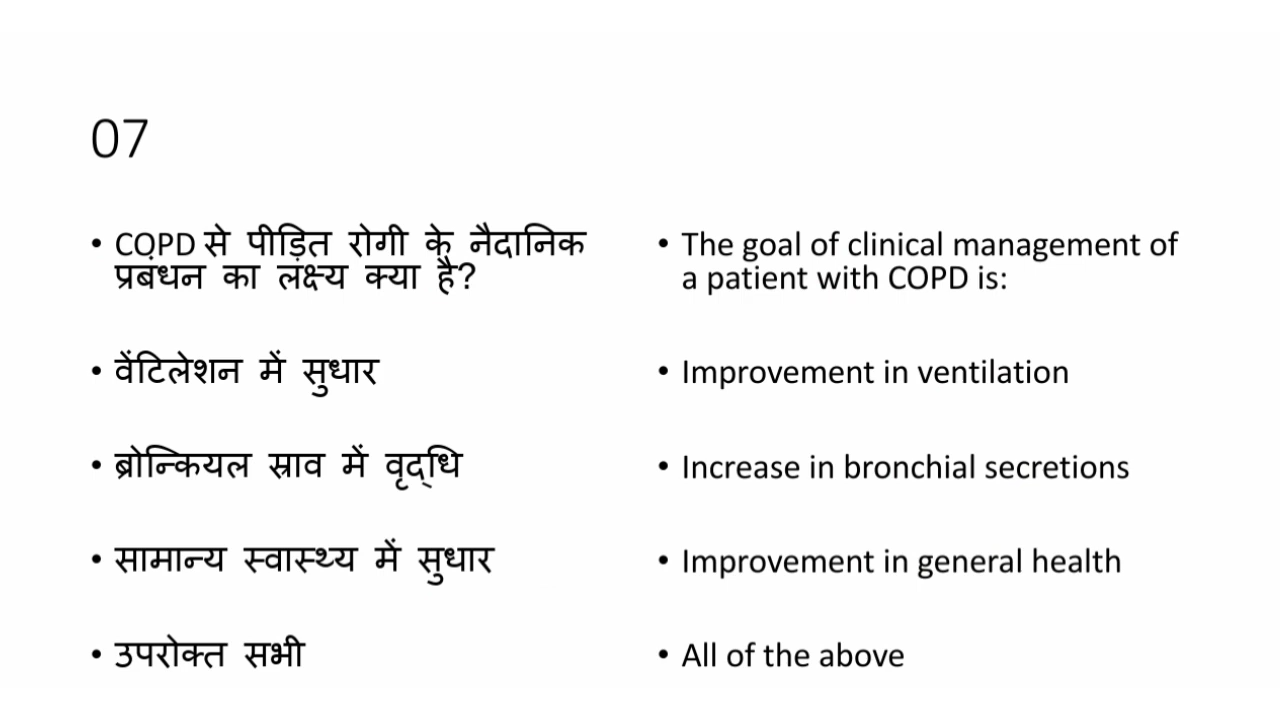 07
• COPD से पीड़ित रोगी के नैदानिक
प्रबंधन का लक्ष्य क्या है?
• वेंटिलेशन में सुधार
• ब्रोन्कियल स्राव में वृद्धि
• सामान्य स्वास्थ्य में सुधार
• उपरोक्त सभी
• The goal of clinical management of
a patient with COPD is:
• Improvement in ventilation
• Increase in bronchial secretions
• Improvement in general health
• All of the above